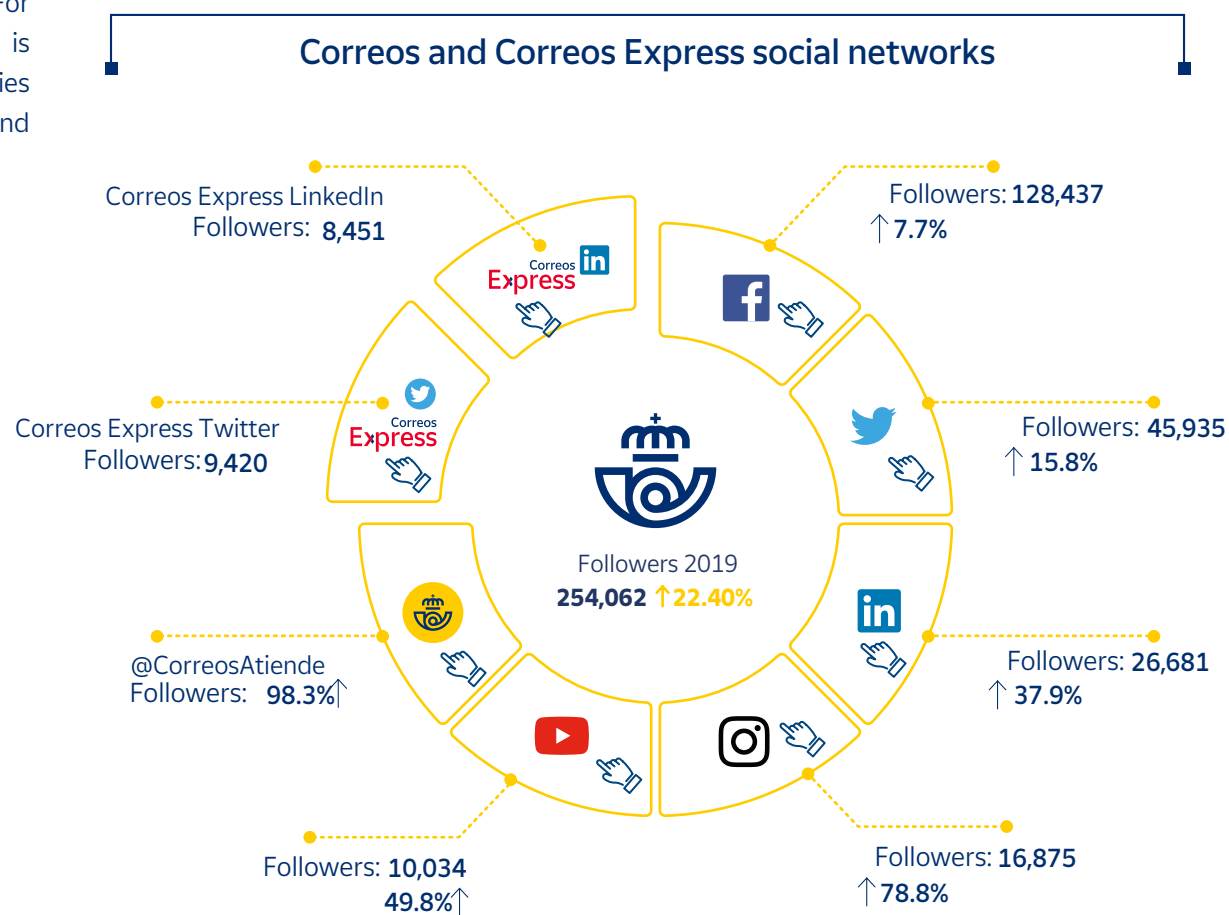 For
is
ies
nd
Correos and Correos Express social networks
Correos Express LinkedIn
Followers: 8,451
Correos
Express
in
Followers: 128,437
↑ 7.7%
f
Correos Express Twitter
Followers: 9,420
Correos
Express
Followers: 45,935
↑ 15.8%
Followers 2019
254,062 ↑ 22.40%
in
@CorreosAtiende
Followers: 98.3%↑
Followers: 26,681
↑ 37.9%
Followers: 10,034
49.8%↑
Followers: 16,875
↑ 78.8%